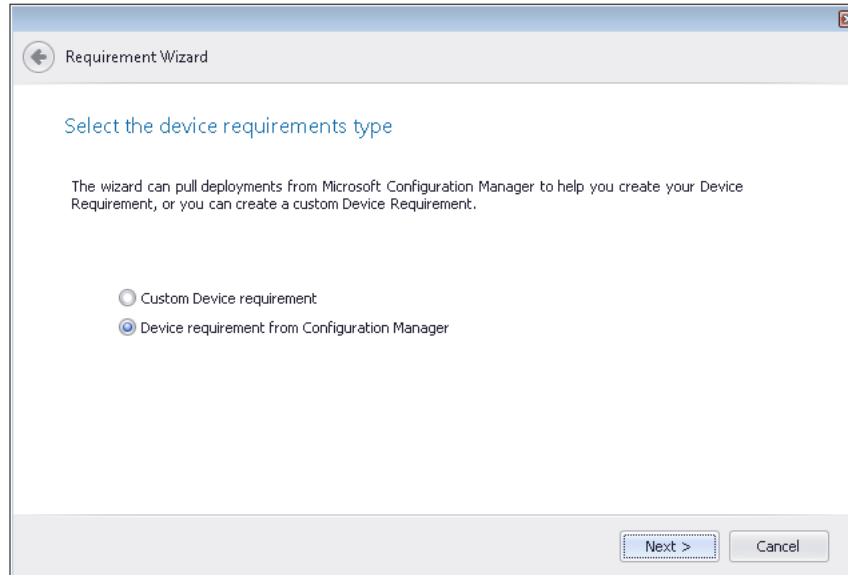 Requirement Wizard
Select the device requirements type
The wizard can pull deployments from Microsoft Configuration Manager to help you create your Device
Requirement, or you can create a custom Device Requirement.
Custom Device requirement
Device requirement from Configuration Manager
Next > Cancel